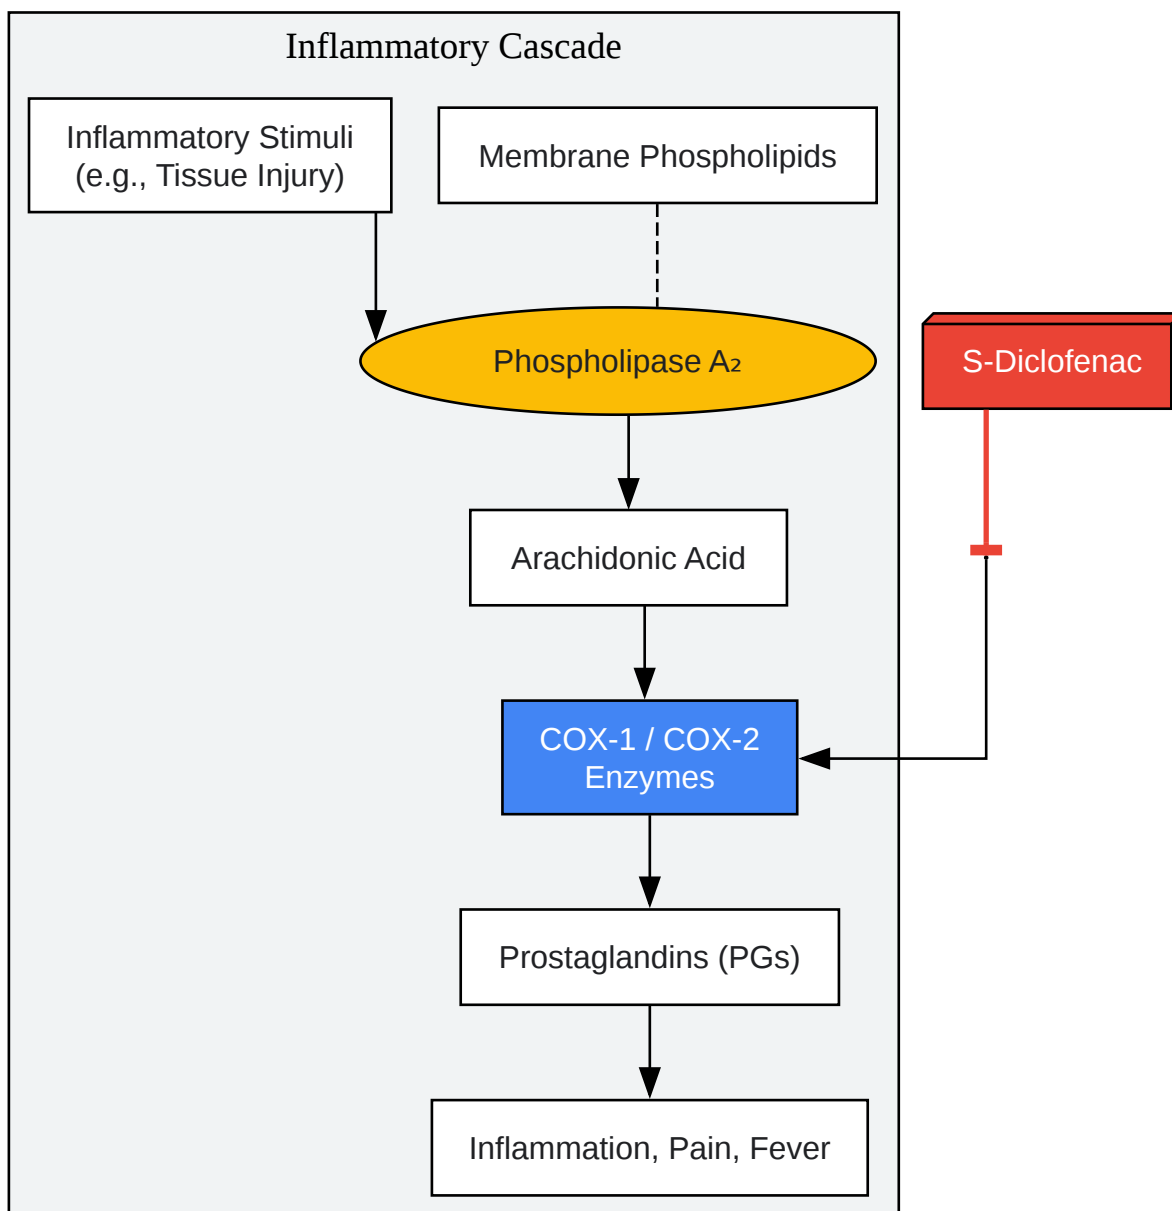 Inflammatory Cascade
Inflammatory Stimuli
(e.g., Tissue Injury)
Membrane Phospholipids
Phospholipase A₂
S-Diclofenac
Arachidonic Acid
COX-1 / COX-2
Enzymes
Prostaglandins (PGs)
Inflammation, Pain, Fever